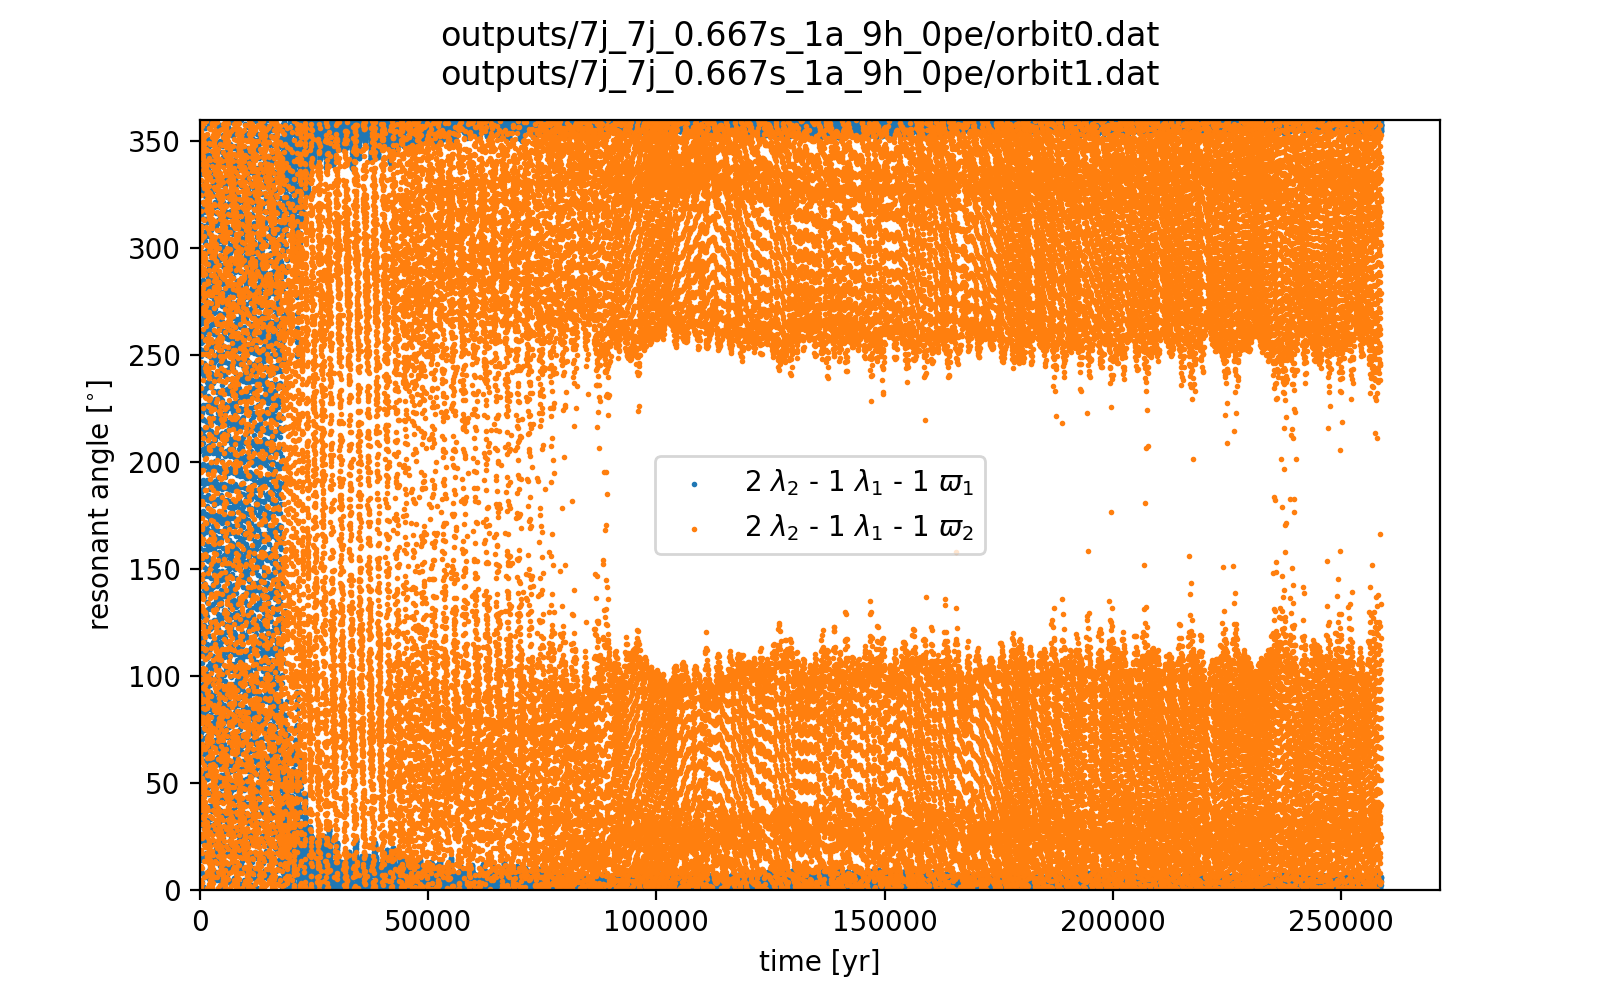 outputs/7j_7j_0.667s_1a_9h_0pe/orbit0.dat
outputs/7j_7j_0.667s_1a_9h_0pe/orbit1.dat
350
300
250
200
150
100
50
0
resonant angle [°]
2 λ₂ - 1 λ₁ - 1 ϖ₁
2 λ₂ - 1 λ₁ - 1 ϖ₂
0 50000 100000 150000 200000 250000
time [yr]